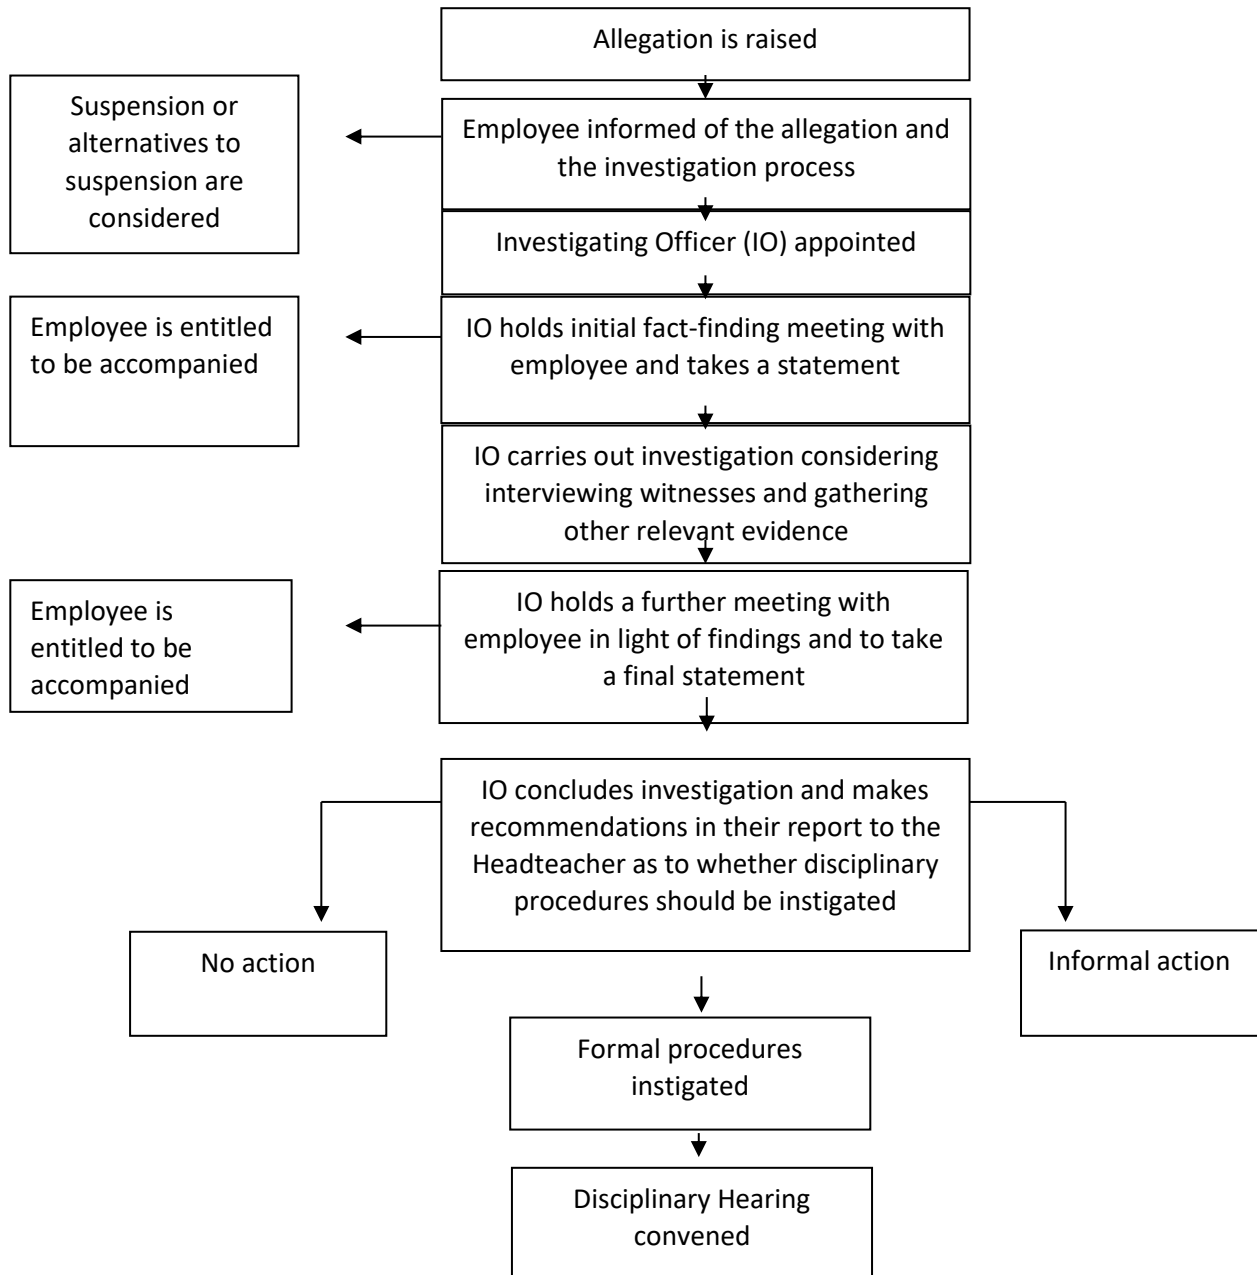 Allegation is raised
Suspension or
alternatives to
suspension are
considered
Employee informed of the allegation and
the investigation process
Investigating Officer (IO) appointed
Employee is entitled
to be accompanied
IO holds initial fact-finding meeting with
employee and takes a statement
IO carries out investigation considering
interviewing witnesses and gathering
other relevant evidence
Employee is
entitled to be
accompanied
IO holds a further meeting with
employee in light of findings and to take
a final statement
IO concludes investigation and makes
recommendations in their report to the
Headteacher as to whether disciplinary
procedures should be instigated
No action
Informal action
Formal procedures
instigated
Disciplinary Hearing
convened